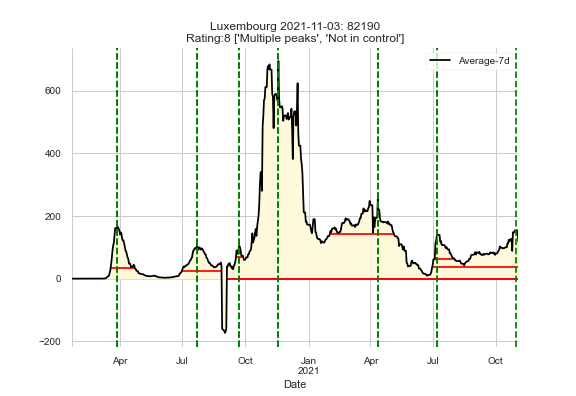 Luxembourg 2021-11-03: 82190
Rating:8 ['Multiple peaks', 'Not in control']
Average-7d
600
400
200
0
−200
Apr
Jul
Oct
Jan
2021
Apr
Jul
Oct
Date